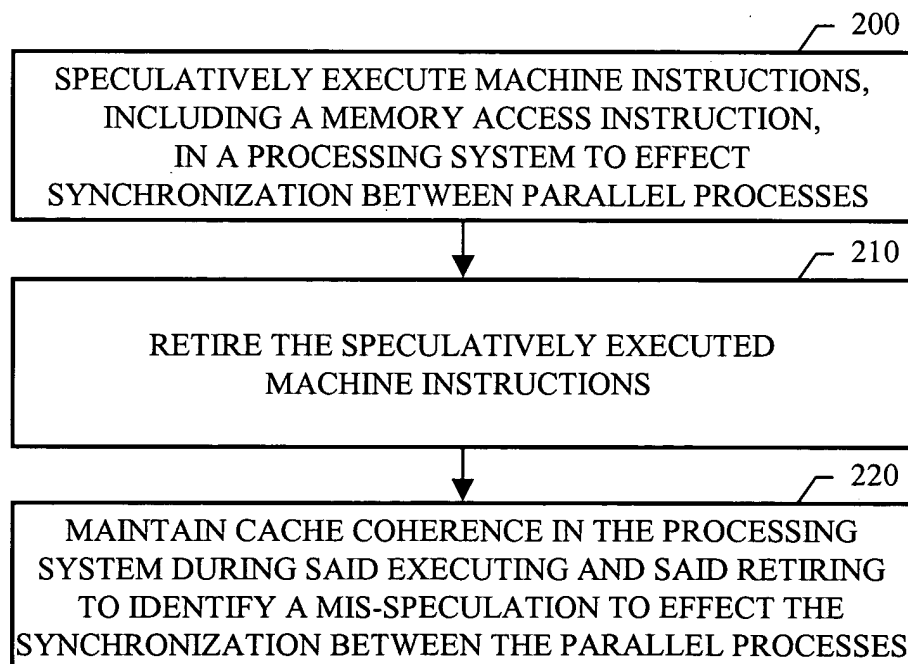 200
SPECULATIVELY EXECUTE MACHINE INSTRUCTIONS,
INCLUDING A MEMORY ACCESS INSTRUCTION,
IN A PROCESSING SYSTEM TO EFFECT
SYNCHRONIZATION BETWEEN PARALLEL PROCESSES
210
RETIRE THE SPECULATIVELY EXECUTED
MACHINE INSTRUCTIONS
220
MAINTAIN CACHE COHERENCE IN THE PROCESSING
SYSTEM DURING SAID EXECUTING AND SAID RETIRING
TO IDENTIFY A MIS-SPECULATION TO EFFECT THE
SYNCHRONIZATION BETWEEN THE PARALLEL PROCESSES